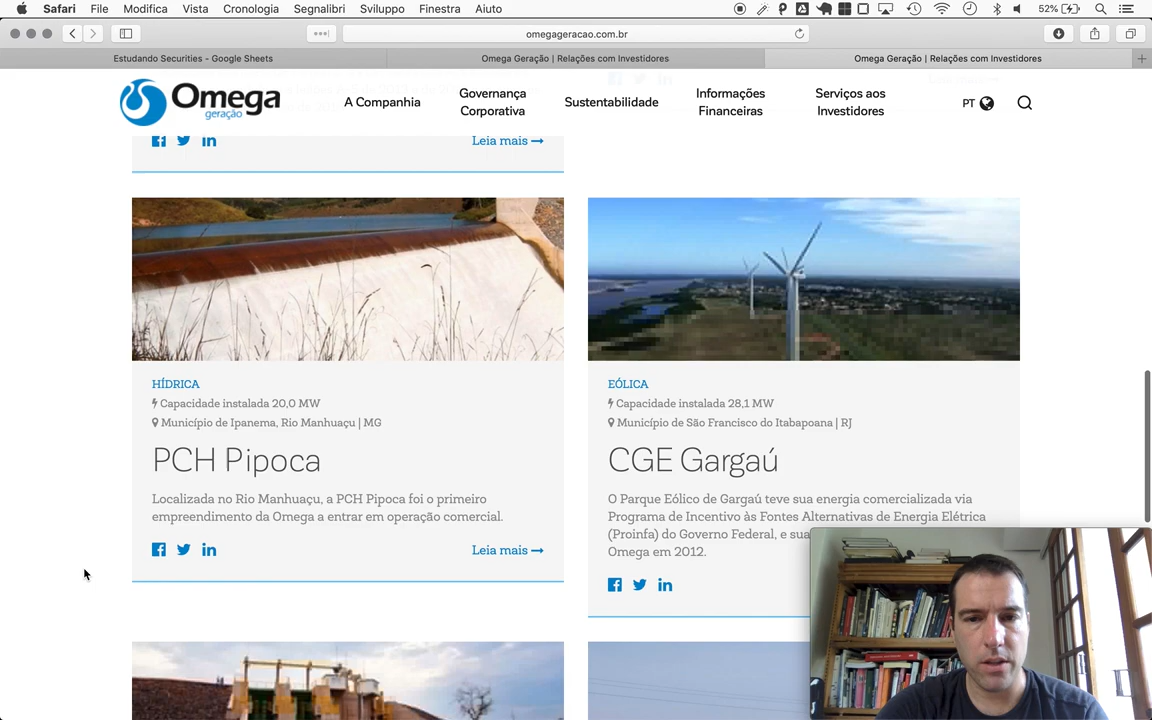 Safari File Modifica Vista Cronologia Segnalibri Sviluppo Finestra Aiuto 52%
omegageracao.com.br
Estudando Securities - Google Sheets
Omega Geração | Relações com Investidores
Omega Geração | Relações com Investidores
Omega
geração
A Companhia
Governança
Corporativa
Sustentabilidade
Informações
Financeiras
Serviços aos
Investidores
PT
Leia mais
HÍDRICA
Capacidade instalada 20,0 MW
Município de Ipanema, Rio Manhuaçu | MG
PCH Pipoca
Localizada no Rio Manhuaçu, a PCH Pipoca foi o primeiro
empreendimento da Omega a entrar em operação comercial.
Leia mais
EÓLICA
Capacidade instalada 28,1 MW
Município de São Francisco do Itabapoana | RJ
CGE Gargaú
O Parque Eólico de Gargaú teve sua energia comercializada via
Programa de Incentivo às Fontes Alternativas de Energia Elétrica
(Proinfa) do Governo Federal, e sua
Omega em 2012.